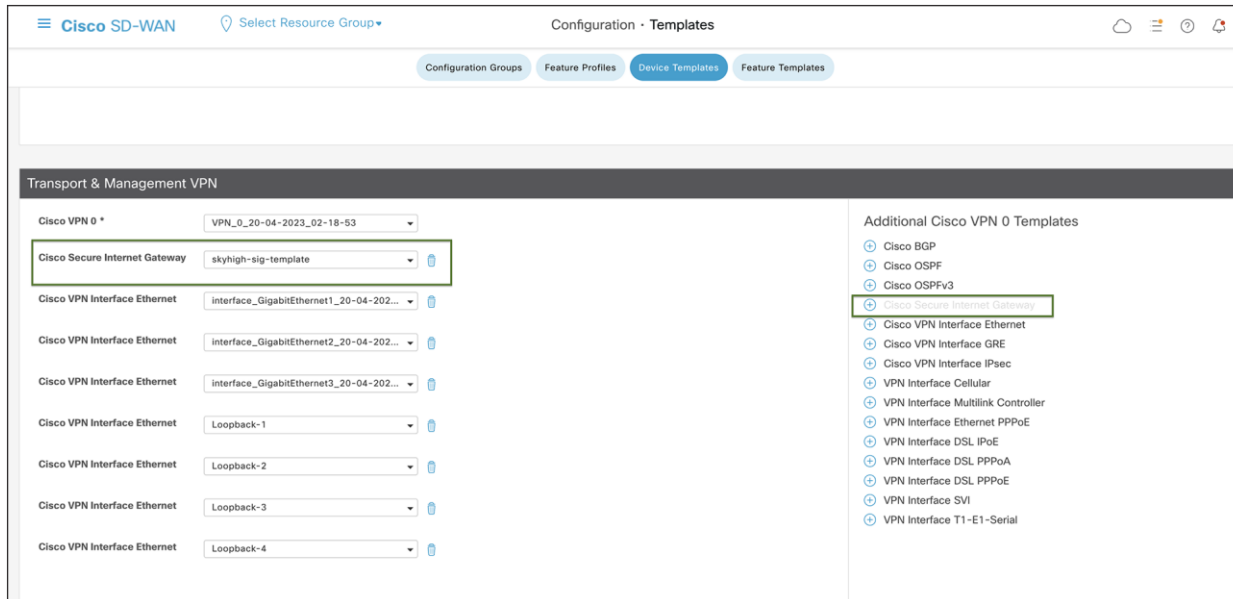 Cisco SD-WAN
Select Resource Group
Configuration · Templates
Configuration Groups
Feature Profiles
Device Templates
Feature Templates
Transport & Management VPN
Cisco VPN 0 *
VPN_0_20-04-2023_02-18-53
Cisco Secure Internet Gateway
skyhigh-sig-template
Cisco VPN Interface Ethernet
interface_GigabitEthernet1_20-04-202...
Cisco VPN Interface Ethernet
interface_GigabitEthernet2_20-04-202...
Cisco VPN Interface Ethernet
interface_GigabitEthernet3_20-04-202...
Cisco VPN Interface Ethernet
Loopback-1
Cisco VPN Interface Ethernet
Loopback-2
Cisco VPN Interface Ethernet
Loopback-3
Cisco VPN Interface Ethernet
Loopback-4
Additional Cisco VPN 0 Templates
Cisco BGP
Cisco OSPF
Cisco OSPFv3
Cisco Secure Internet Gateway
Cisco VPN Interface Ethernet
Cisco VPN Interface GRE
Cisco VPN Interface IPsec
VPN Interface Cellular
VPN Interface Multilink Controller
VPN Interface Ethernet PPPoE
VPN Interface DSL IPoE
VPN Interface DSL PPPoA
VPN Interface DSL PPPoE
VPN Interface SVI
VPN Interface T1-E1-Serial